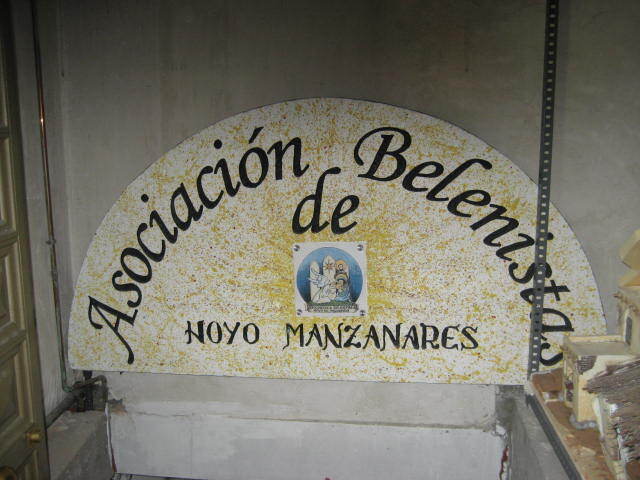 Asociación Belenistas
de
HOYO MANZANARES